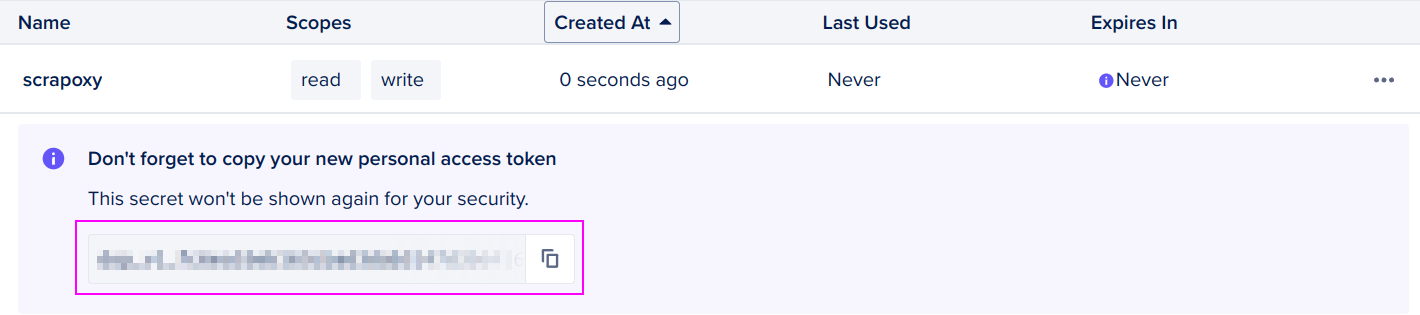 Name Scopes Created At Last Used Expires In
scrapoxy read write 0 seconds ago Never Never
Don't forget to copy your new personal access token
This secret won't be shown again for your security.